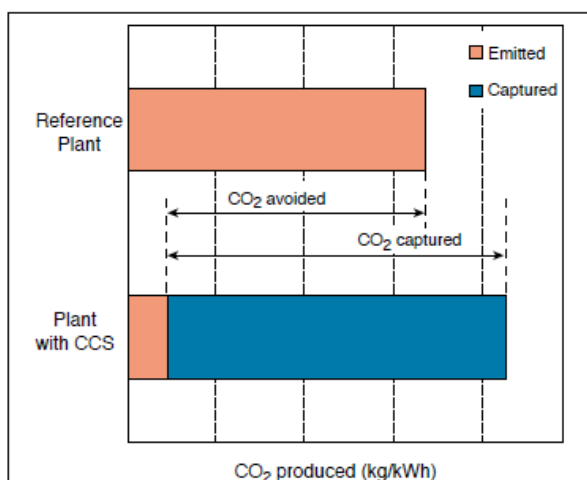 Emitted
Captured
Reference
Plant
CO₂ avoided
CO₂ captured
Plant
with CCS
CO₂ produced (kg/kWh)